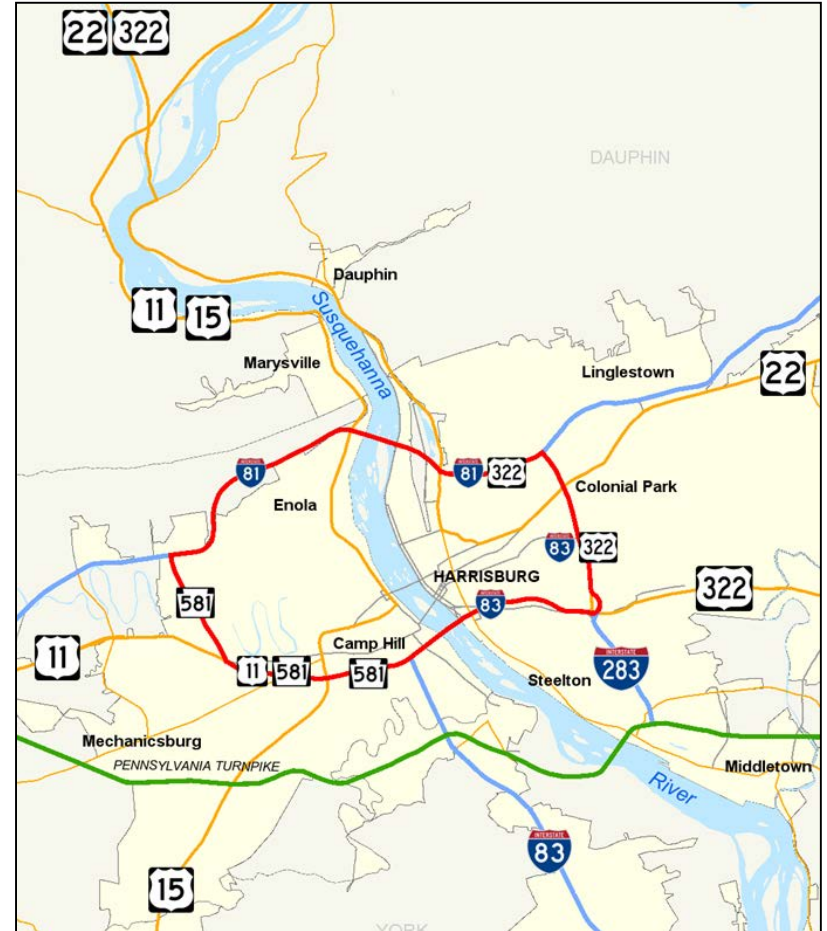 22
322
DAUPHIN
Dauphin
Susquehanna
11
15
Marysville
Linglestown
22
81
81
322
Colonial Park
Enola
83
322
HARRISBURG
581
83
322
11
Camp Hill
11
581
581
INTERSTATE
283
Steelton
Mechanicsburg
PENNSYLVANIA TURNPIKE
Middletown
River
INTERSTATE
83
15
YORK